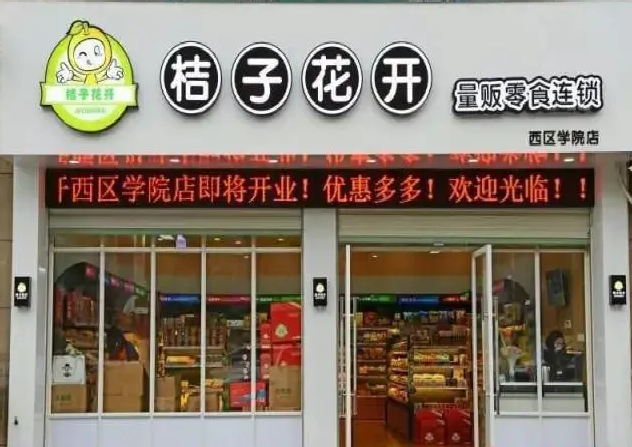 桔子花开
桔子花开
量贩零食连锁
西区学院店
西区学院店即将开业！优惠多多！欢迎光临！！